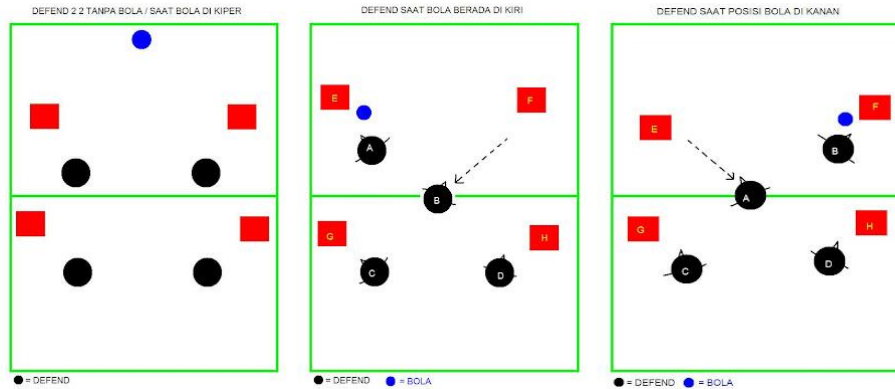 DEFEND 2 2 TANPA BOLA / SAAT BOLA DI KIPER
= DEFEND
DEFEND SAAT BOLA BERADA DI KIRI
E
F
A
B
G
H
C
D
= DEFEND = BOLA
DEFEND SAAT POSISI BOLA DI KANAN
F
E
B
A
G
H
C
D
= DEFEND = BOLA